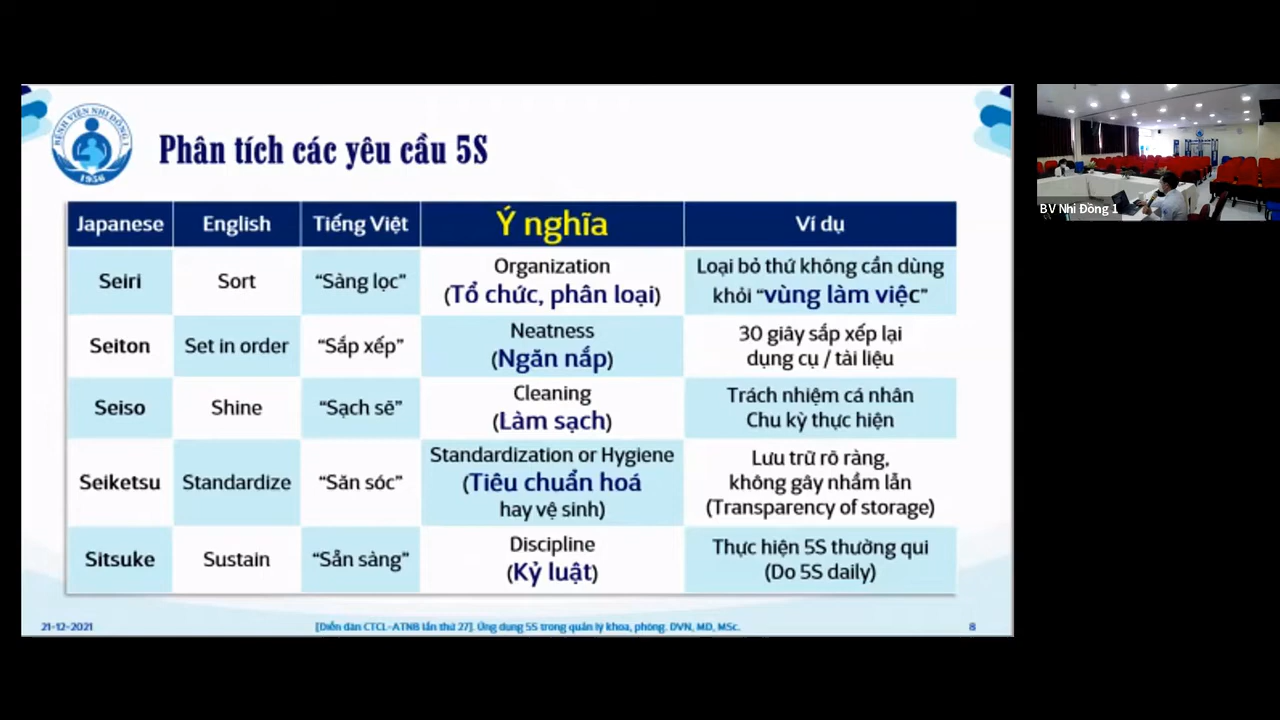 BỆNH VIỆN NHI ĐỒNG 1
1956
Phân tích các yêu cầu 5S
Japanese
English
Tiếng Việt
Ý nghĩa
Ví dụ
Seiri
Sort
“Sàng lọc”
Organization
(Tổ chức, phân loại)
Loại bỏ thứ không cần dùng
khỏi “vùng làm việc”
Seiton
Set in order
“Sắp xếp”
Neatness
(Ngăn nắp)
30 giây sắp xếp lại
dụng cụ / tài liệu
Seiso
Shine
“Sạch sẽ”
Cleaning
(Làm sạch)
Trách nhiệm cá nhân
Chu kỳ thực hiện
Seiketsu
Standardize
“Săn sóc”
Standardization or Hygiene
(Tiêu chuẩn hoá
hay vệ sinh)
Lưu trữ rõ ràng,
không gây nhầm lẫn
(Transparency of storage)
Sitsuke
Sustain
“Sẵn sàng”
Discipline
(Kỷ luật)
Thực hiện 5S thường qui
(Do 5S daily)
21-12-2021
[Diễn đàn CTCL-ATNB lần thứ 27]. Ứng dụng 5S trong quản lý khoa, phòng. DVN, MD, MSc.
8
BV Nhi Đồng 1